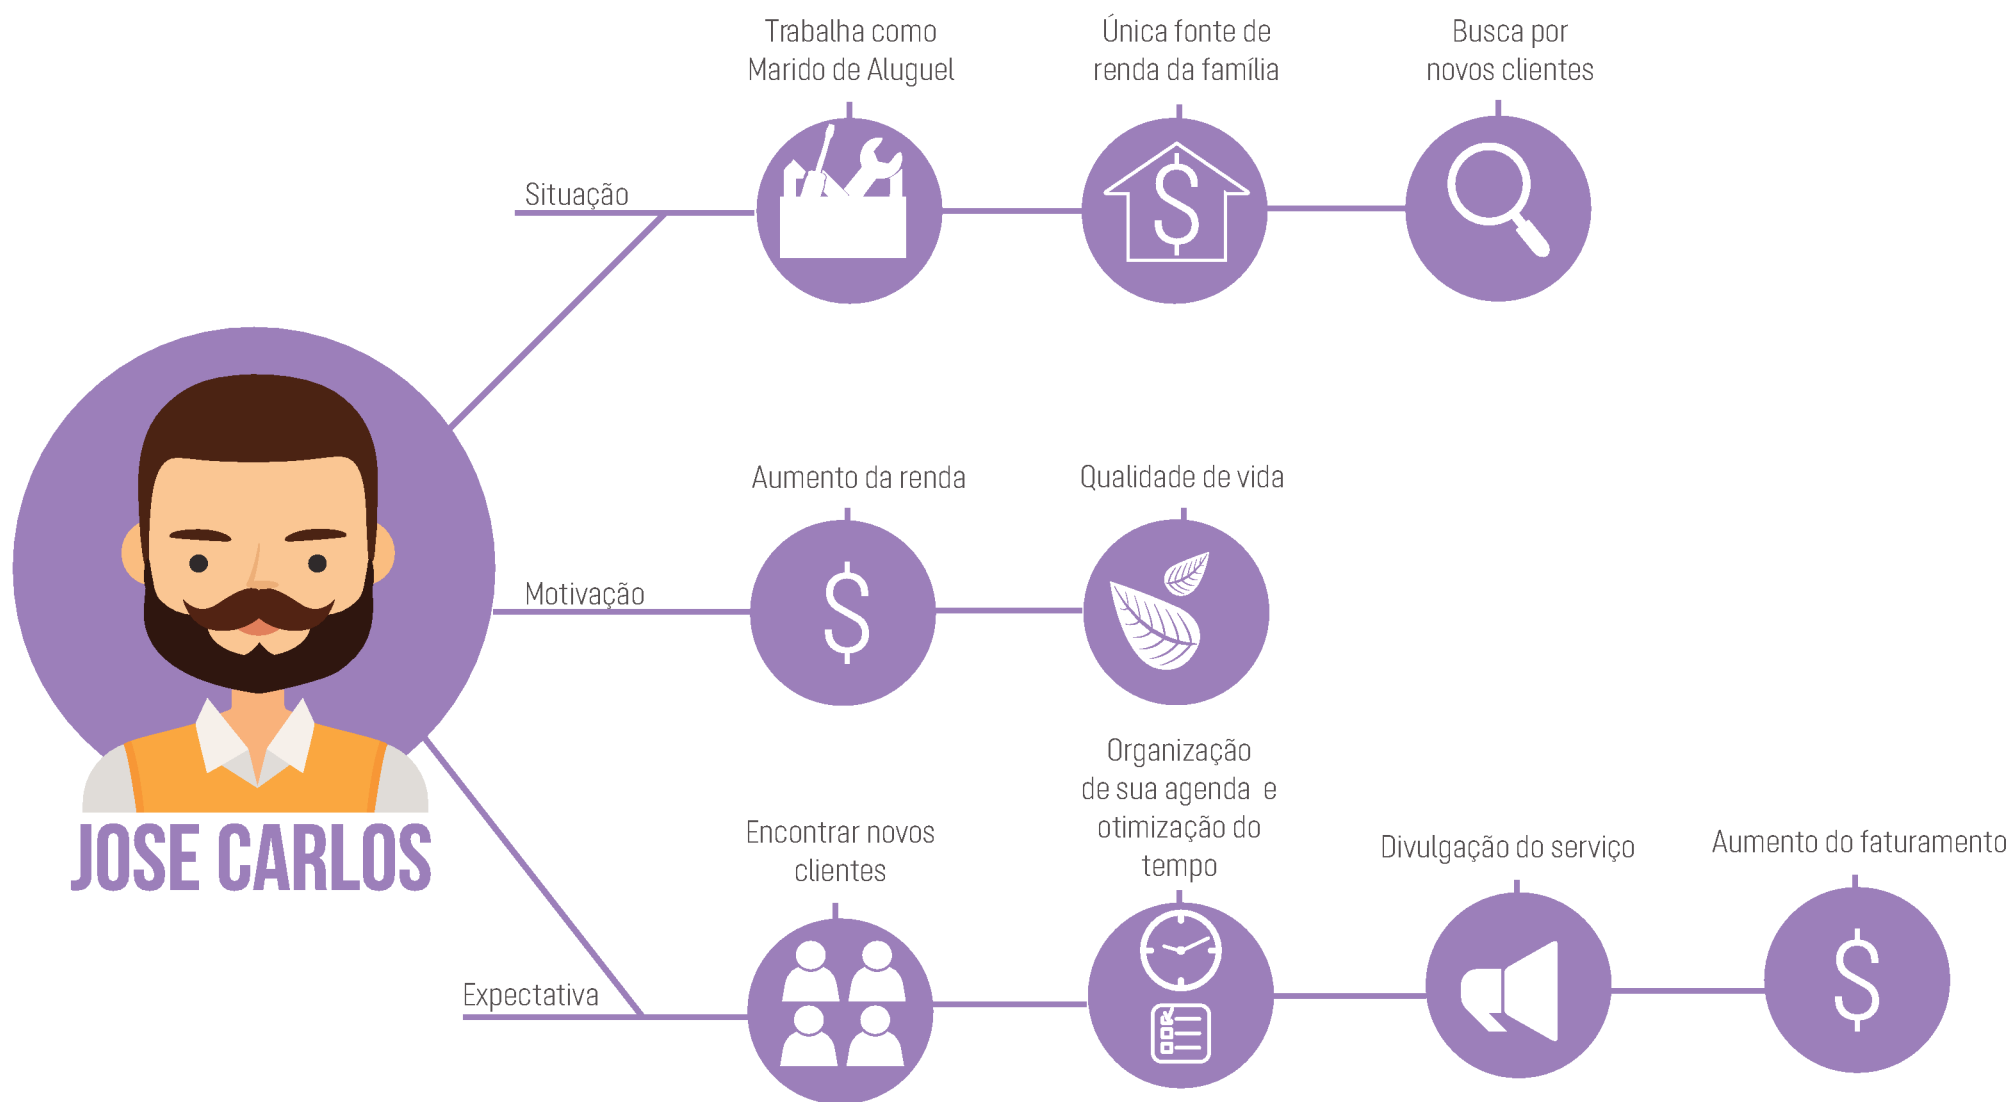 Situação
Trabalha como
Marido de Aluguel
Única fonte de
renda da família
Busca por
novos clientes
Motivação
Aumento da renda
Qualidade de vida
JOSE CARLOS
Expectativa
Encontrar novos
clientes
Organização
de sua agenda e
otimização do
tempo
Divulgação do serviço
Aumento do faturamento